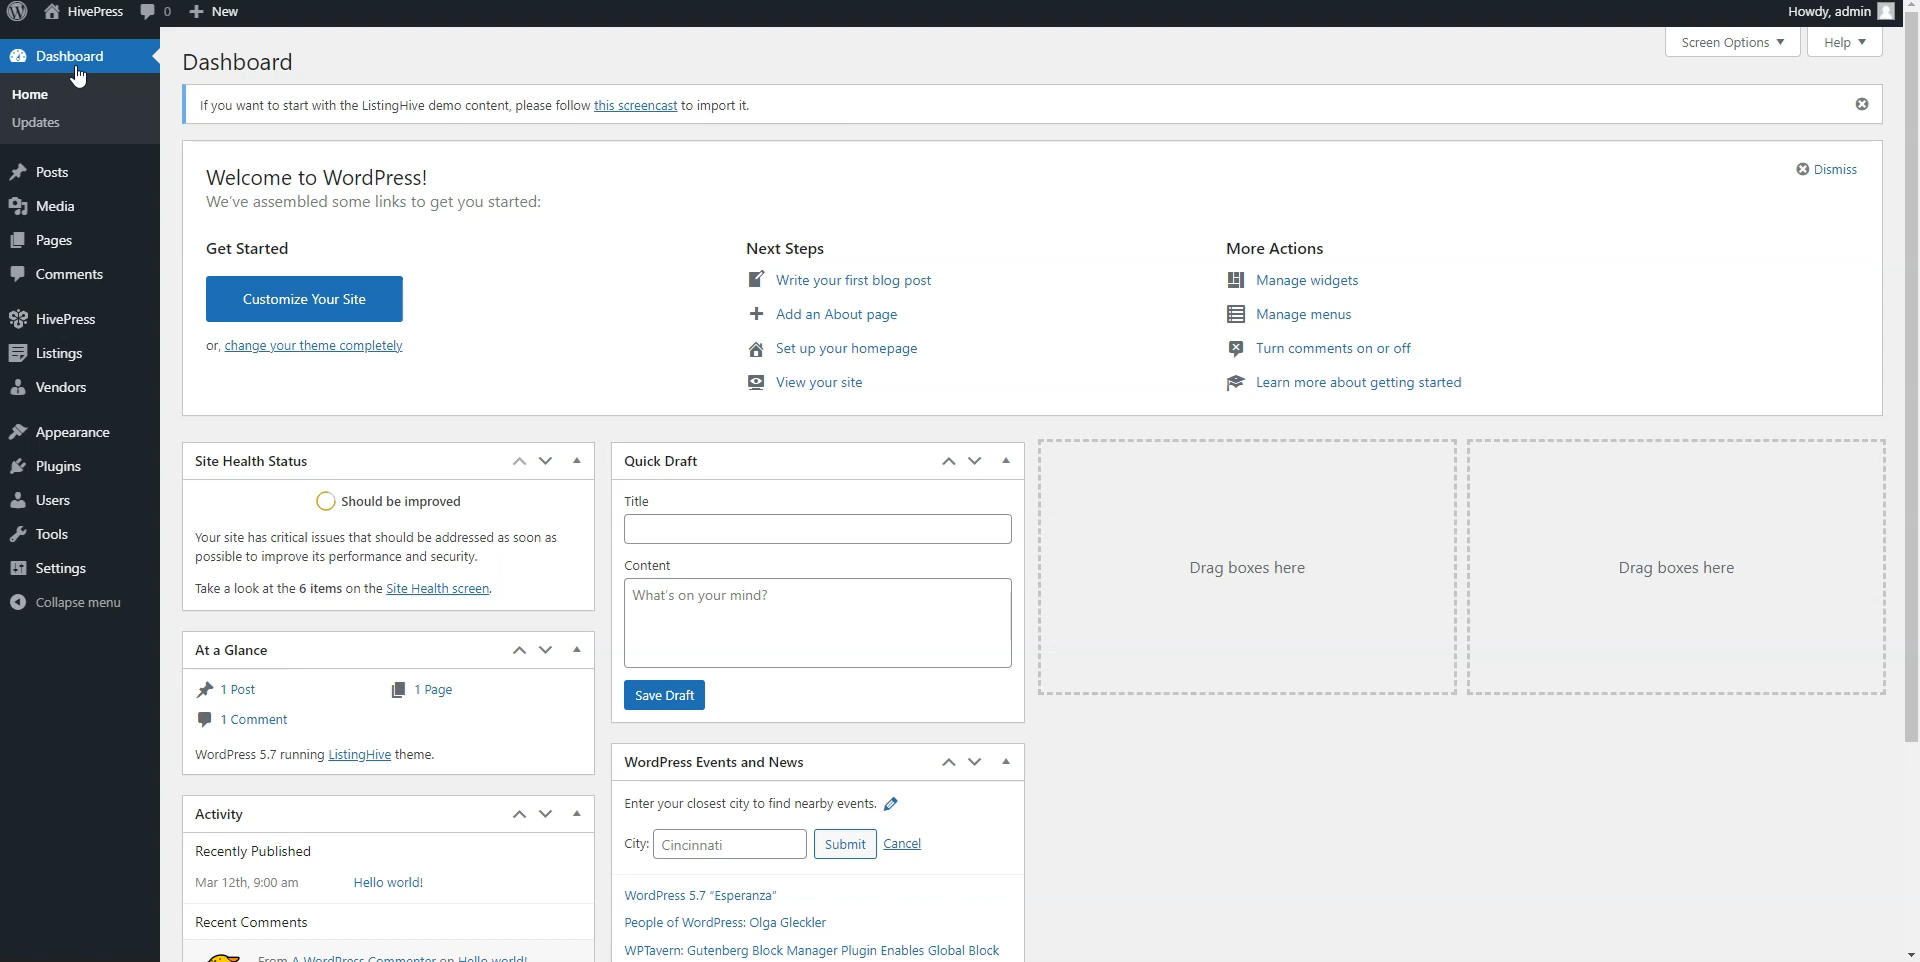 HivePress 0 New Howdy, admin
Screen Options Help
Dashboard
Home
Updates
Posts
Media
Pages
Comments
HivePress
Listings
Vendors
Appearance
Plugins
Users
Tools
Settings
Collapse menu
Dashboard
If you want to start with the ListingHive demo content, please follow this screencast to import it.
Welcome to WordPress!
Dismiss
We've assembled some links to get you started:
Get Started
Customize Your Site
or, change your theme completely
Next Steps
Write your first blog post
Add an About page
Set up your homepage
View your site
More Actions
Manage widgets
Manage menus
Turn comments on or off
Learn more about getting started
Site Health Status
Should be improved
Your site has critical issues that should be addressed as soon as
possible to improve its performance and security.
Take a look at the 6 items on the Site Health screen.
At a Glance
1 Post
1 Page
1 Comment
WordPress 5.7 running ListingHive theme.
Activity
Recently Published
Mar 12th, 9:00 am Hello world!
Recent Comments
From A WordPress Commenter on Hello world!
Quick Draft
Title
Content
What's on your mind?
Save Draft
WordPress Events and News
Enter your closest city to find nearby events.
City: Cincinnati Submit Cancel
WordPress 5.7 "Esperanza"
People of WordPress: Olga Gleckler
WPTavern: Gutenberg Block Manager Plugin Enables Global Block
Drag boxes here
Drag boxes here